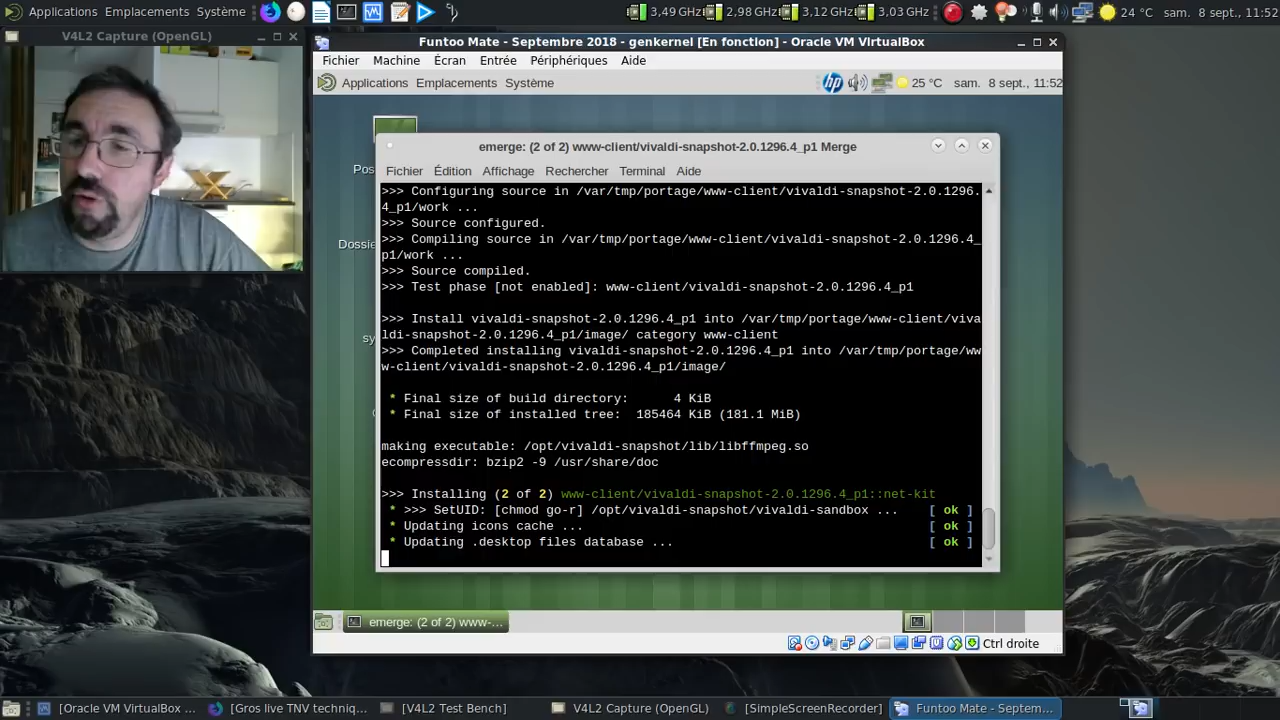 Applications Emplacements Système
3,49 GHz 2,98 GHz 3,12 GHz 3,03 GHz 24 °C sam. 8 sept., 11:52
V4L2 Capture (OpenGL)
Funtoo Mate - Septembre 2018 - genkernel [En fonction] - Oracle VM VirtualBox
Fichier Machine Écran Entrée Périphériques Aide
Applications Emplacements Système
hp 25 °C sam. 8 sept., 11:52
emerge: (2 of 2) www-client/vivaldi-snapshot-2.0.1296.4_p1 Merge
Fichier Édition Affichage Rechercher Terminal Aide
Pos
Dossie
sy
>>> Configuring source in /var/tmp/portage/www-client/vivaldi-snapshot-2.0.1296.
4_p1/work ...
>>> Source configured.
>>> Compiling source in /var/tmp/portage/www-client/vivaldi-snapshot-2.0.1296.4_
p1/work ...
>>> Source compiled.
>>> Test phase [not enabled]: www-client/vivaldi-snapshot-2.0.1296.4_p1
>>> Install vivaldi-snapshot-2.0.1296.4_p1 into /var/tmp/portage/www-client/viva
ldi-snapshot-2.0.1296.4_p1/image/ category www-client
>>> Completed installing vivaldi-snapshot-2.0.1296.4_p1 into /var/tmp/portage/ww
w-client/vivaldi-snapshot-2.0.1296.4_p1/image/
* Final size of build directory: 4 KiB
* Final size of installed tree: 185464 KiB (181.1 MiB)
making executable: /opt/vivaldi-snapshot/lib/libffmpeg.so
ecompressdir: bzip2 -9 /usr/share/doc
>>> Installing (2 of 2) www-client/vivaldi-snapshot-2.0.1296.4_p1::net-kit
* >>> SetUID: [chmod go-r] /opt/vivaldi-snapshot/vivaldi-sandbox ... [ ok ]
* Updating icons cache ... [ ok ]
* Updating .desktop files database ... [ ok ]
emerge: (2 of 2) www-...
Ctrl droite
[Oracle VM VirtualBox ... [Gros live TNV techniq... [V4L2 Test Bench] V4L2 Capture (OpenGL) [SimpleScreenRecorder] Funtoo Mate - Septem...